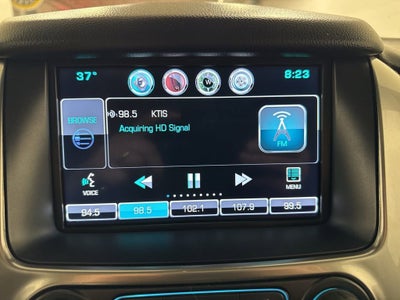 37° 8:23
98.5 KTIS
BROWSE
Acquiring HD Signal
FM
VOICE
MENU
84.5 98.5 102.1 107.9 99.5